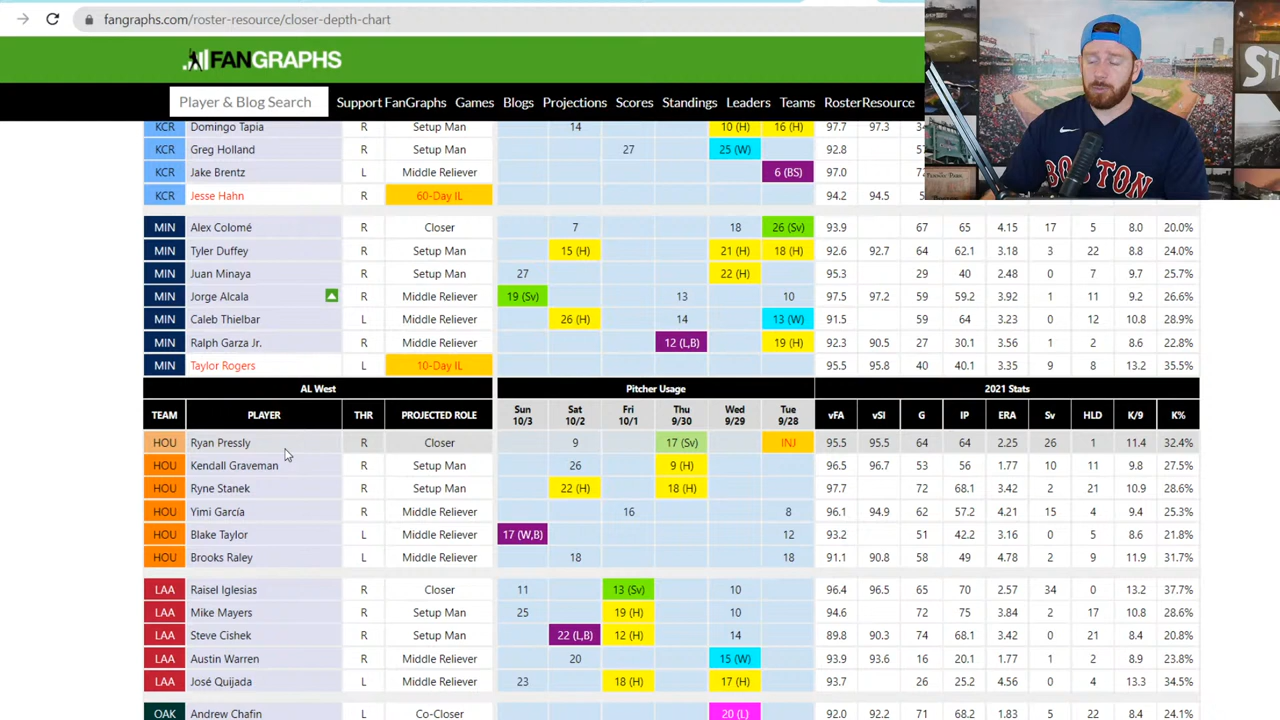 fangraphs.com/roster-resource/closer-depth-chart
FANGRAPHS
Player & Blog Search Support FanGraphs Games Blogs Projections Scores Standings Leaders Teams RosterResource
KCR Domingo Tapia R Setup Man 14 10 (H) 16 (H) 97.7 97.3
KCR Greg Holland R Setup Man 27 25 (W) 92.8
KCR Jake Brentz L Middle Reliever 6 (BS) 97.0
KCR Jesse Hahn R 60-Day IL 94.2 94.5
MIN Alex Colomé R Closer 7 18 26 (Sv) 93.9 67 65 4.15 17 5 8.0 20.0%
MIN Tyler Duffey R Setup Man 15 (H) 21 (H) 18 (H) 92.6 92.7 64 62.1 3.18 3 22 8.8 24.0%
MIN Juan Minaya R Setup Man 27 22 (H) 95.3 29 40 2.48 0 7 9.7 25.7%
MIN Jorge Alcala R Middle Reliever 19 (Sv) 13 10 97.5 97.2 59 59.2 3.92 1 11 9.2 26.6%
MIN Caleb Thielbar L Middle Reliever 26 (H) 14 13 (W) 91.5 59 64 3.23 0 12 10.8 28.9%
MIN Ralph Garza Jr. R Middle Reliever 12 (L,B) 19 (H) 92.3 90.5 27 30.1 3.56 1 2 8.6 22.8%
MIN Taylor Rogers L 10-Day IL 95.5 95.8 40 40.1 3.35 9 8 13.2 35.5%
AL West Pitcher Usage 2021 Stats
TEAM PLAYER THR PROJECTED ROLE Sun 10/3 Sat 10/2 Fri 10/1 Thu 9/30 Wed 9/29 Tue 9/28 vFA vSI G IP ERA Sv HLD K/9 K%
HOU Ryan Pressly R Closer 9 17 (Sv) INJ 95.5 95.5 64 64 2.25 26 1 11.4 32.4%
HOU Kendall Graveman R Setup Man 26 9 (H) 96.5 96.7 53 56 1.77 10 11 9.8 27.5%
HOU Ryne Stanek R Setup Man 22 (H) 18 (H) 97.7 72 68.1 3.42 2 21 10.9 28.6%
HOU Yimi García R Middle Reliever 16 8 96.1 94.9 62 57.2 4.21 15 4 9.4 25.3%
HOU Blake Taylor L Middle Reliever 17 (W,B) 12 93.2 51 42.2 3.16 0 5 8.6 21.8%
HOU Brooks Raley L Middle Reliever 18 18 91.1 90.8 58 49 4.78 2 9 11.9 31.7%
LAA Raisel Iglesias R Closer 11 13 (Sv) 10 96.4 96.5 65 70 2.57 34 0 13.2 37.7%
LAA Mike Mayers R Setup Man 25 19 (H) 10 94.6 72 75 3.84 2 17 10.8 28.6%
LAA Steve Cishek R Setup Man 22 (L,B) 12 (H) 14 89.8 90.3 74 68.1 3.42 0 21 8.4 20.8%
LAA Austin Warren R Middle Reliever 20 15 (W) 93.9 93.6 16 20.1 1.77 1 2 8.9 23.8%
LAA José Quijada L Middle Reliever 23 18 (H) 17 (H) 93.7 26 25.2 4.56 0 4 13.3 34.5%
OAK Andrew Chafin L Co-Closer 20 (L) 92.0 92.2 71 68.2 1.83 5 22 8.4 24.1%
BOSTON